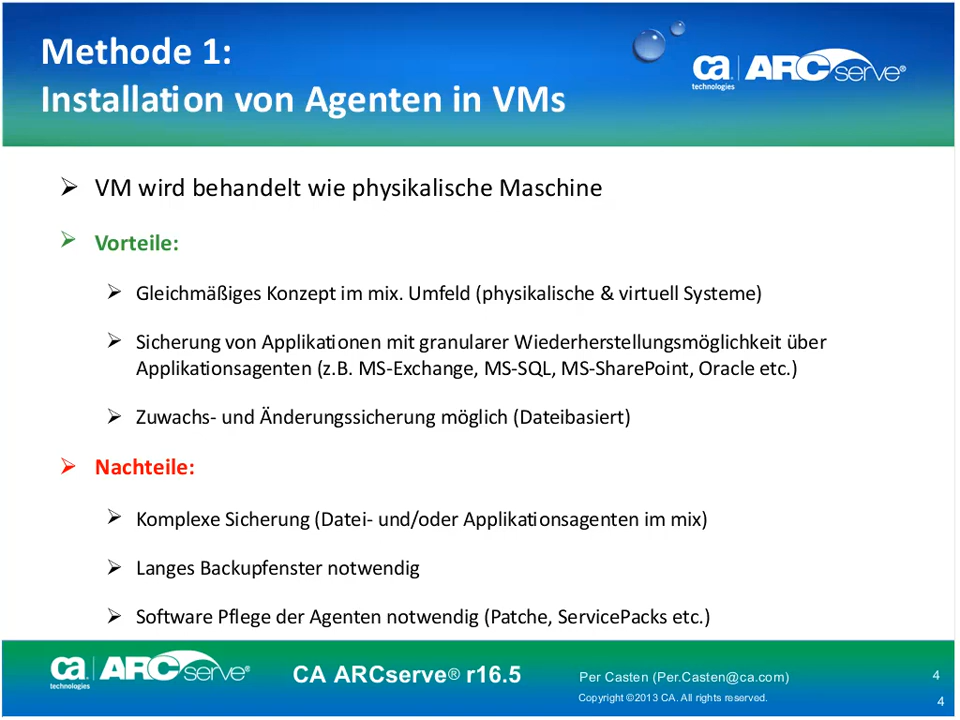 Methode 1:
Installation von Agenten in VMs
ca | ARCserve®
technologies
VM wird behandelt wie physikalische Maschine
Vorteile:
Gleichmäßiges Konzept im mix. Umfeld (physikalische & virtuell Systeme)
Sicherung von Applikationen mit granularer Wiederherstellungsmöglichkeit über
Applikationsagenten (z.B. MS-Exchange, MS-SQL, MS-SharePoint, Oracle etc.)
Zuwachs- und Änderungssicherung möglich (Dateibasiert)
Nachteile:
Komplexe Sicherung (Datei- und/oder Applikationsagenten im mix)
Langes Backupfenster notwendig
Software Pflege der Agenten notwendig (Patche, ServicePacks etc.)
ca | ARCserve®
technologies
CA ARCserve® r16.5
Per Casten (Per.Casten@ca.com)
Copyright ©2013 CA. All rights reserved.
4
4